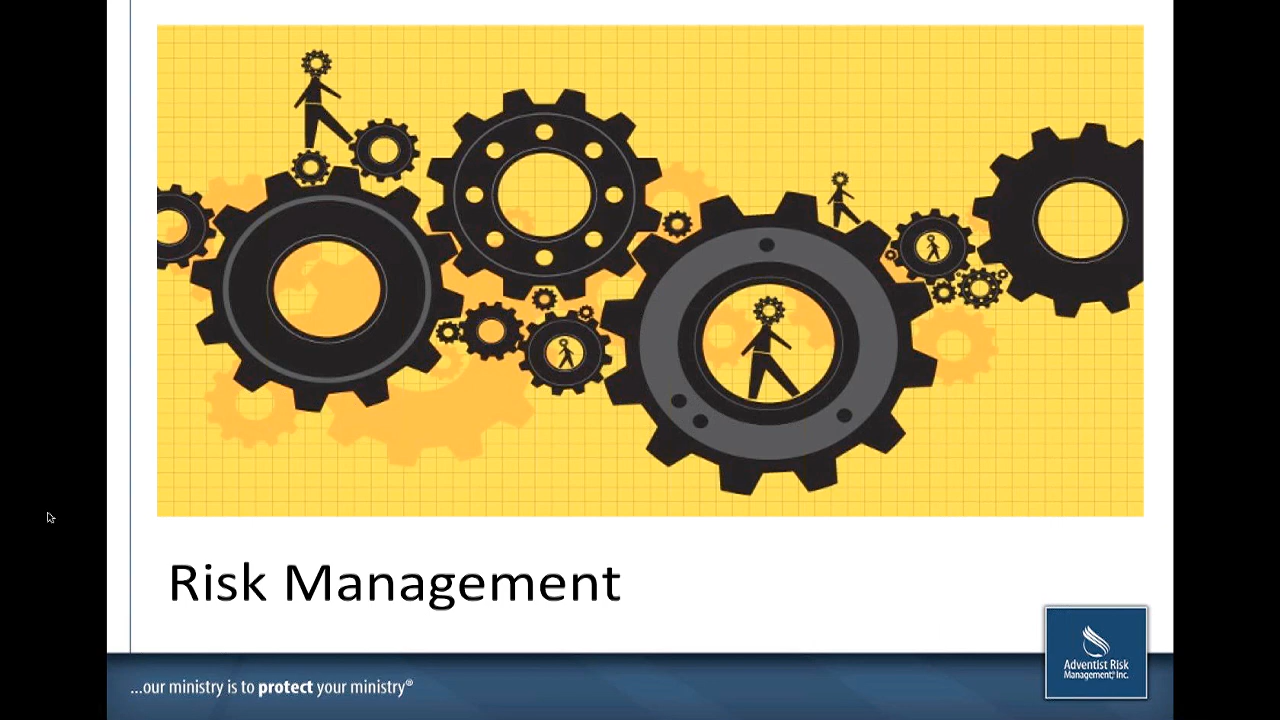 Risk Management
Adventist Risk
Management, Inc.
...our ministry is to protect your ministry®